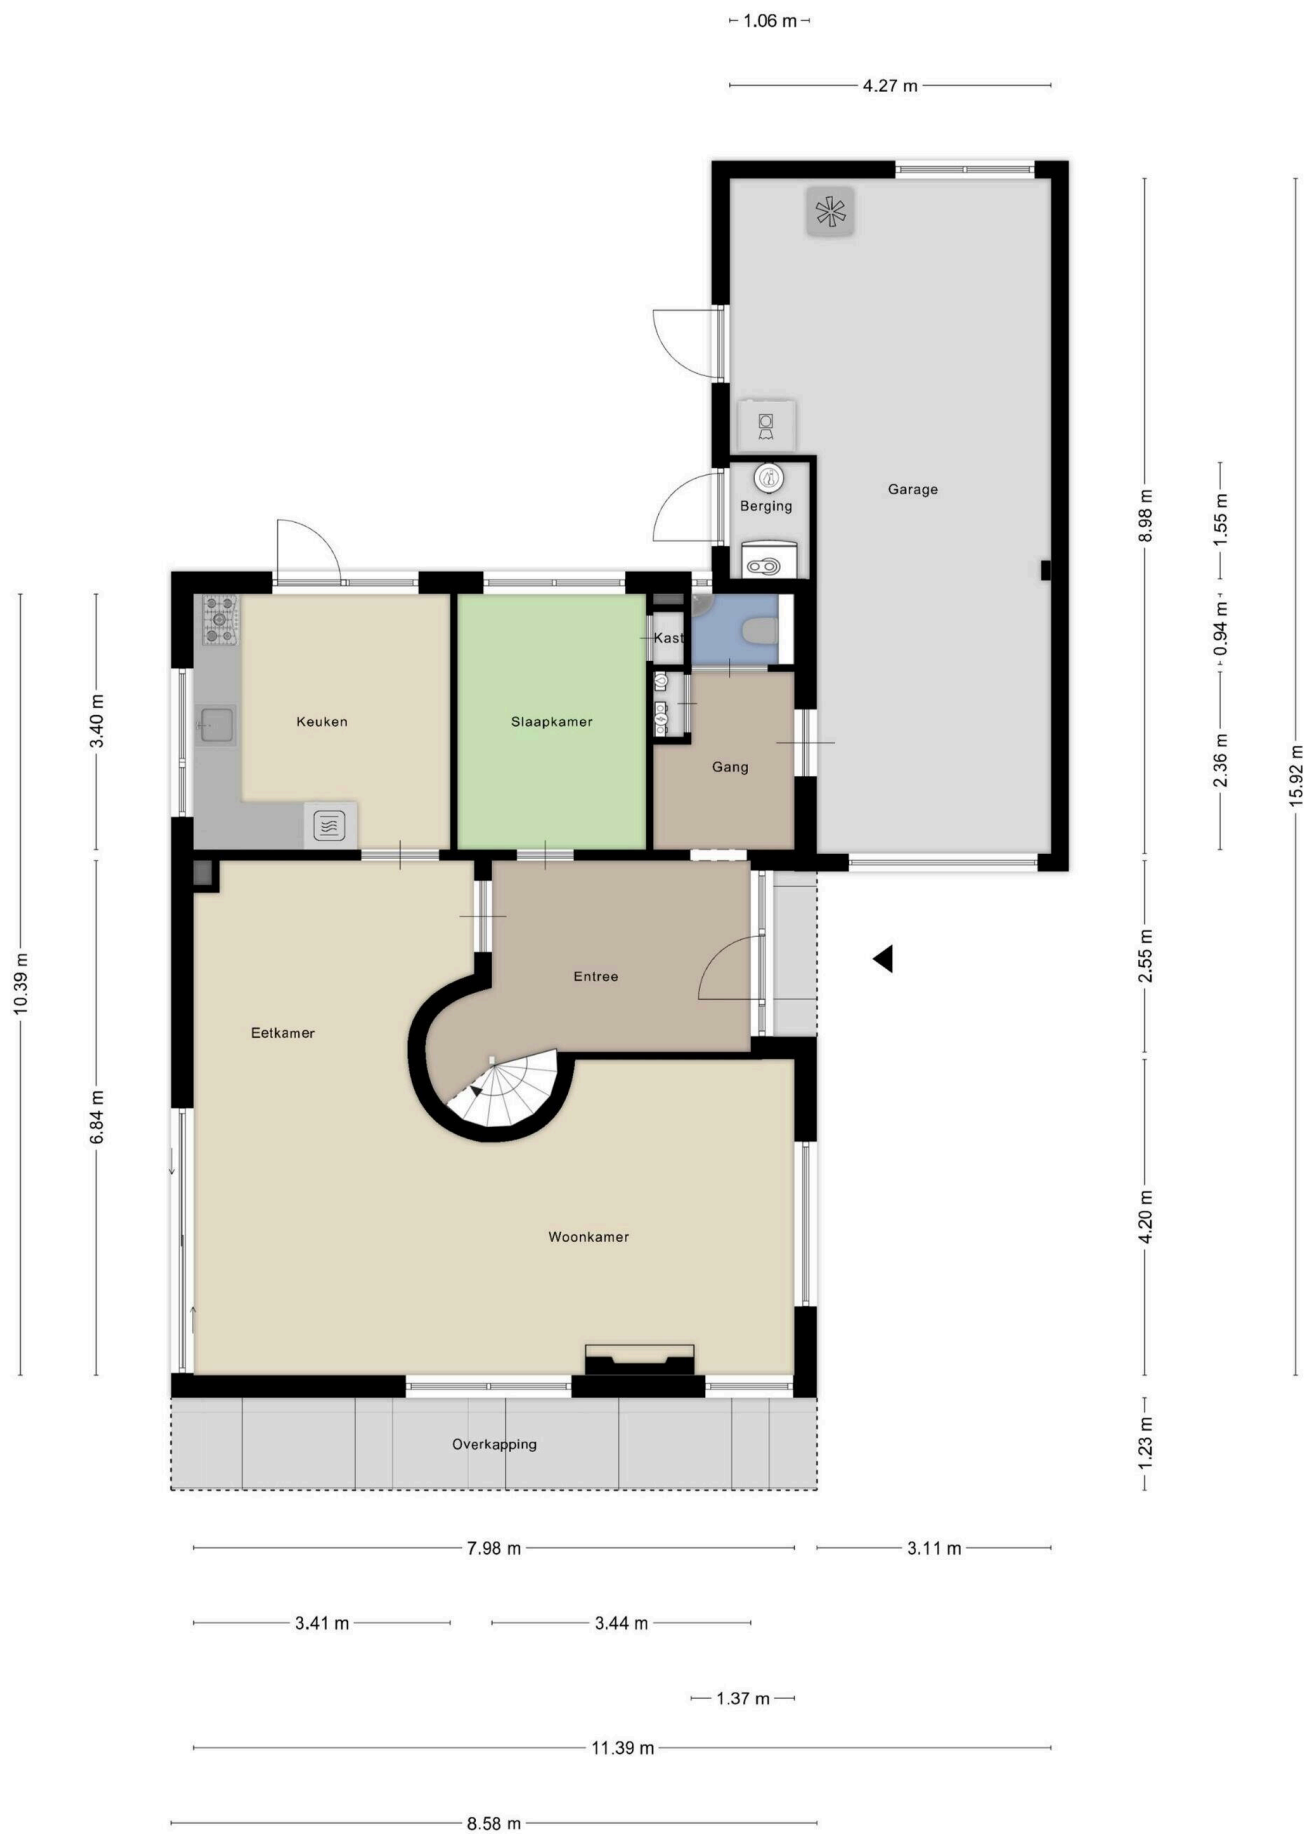 1.06 m
4.27 m
Garage
Berging
8.98 m
1.55 m
Kast
0.94 m
Keuken
Slaapkamer
3.40 m
Gang
2.36 m
15.92 m
Entree
2.55 m
10.39 m
Eetkamer
6.84 m
4.20 m
Woonkamer
Overkapping
1.23 m
7.98 m
3.11 m
3.41 m
3.44 m
1.37 m
11.39 m
8.58 m